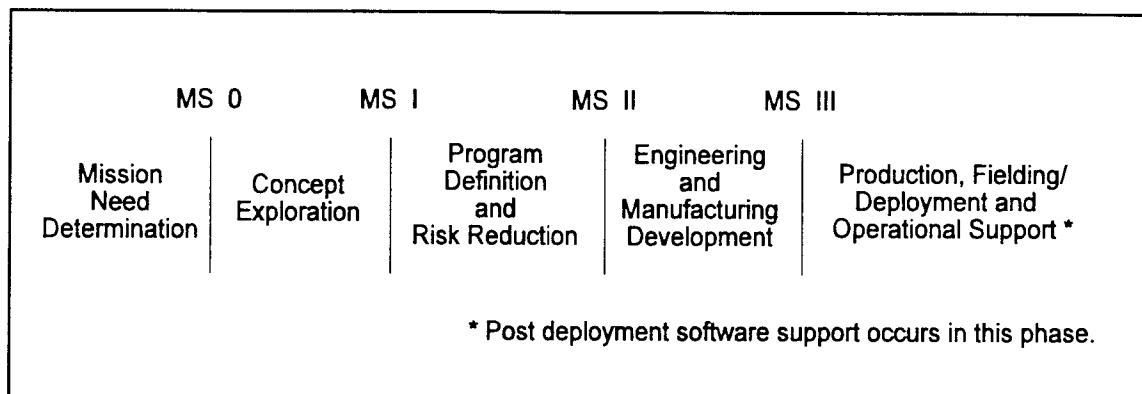 MS 0
MS I
MS II
MS III
Mission
Need
Determination
Concept
Exploration
Program
Definition
and
Risk Reduction
Engineering
and
Manufacturing
Development
Production, Fielding/
Deployment and
Operational Support *
* Post deployment software support occurs in this phase.